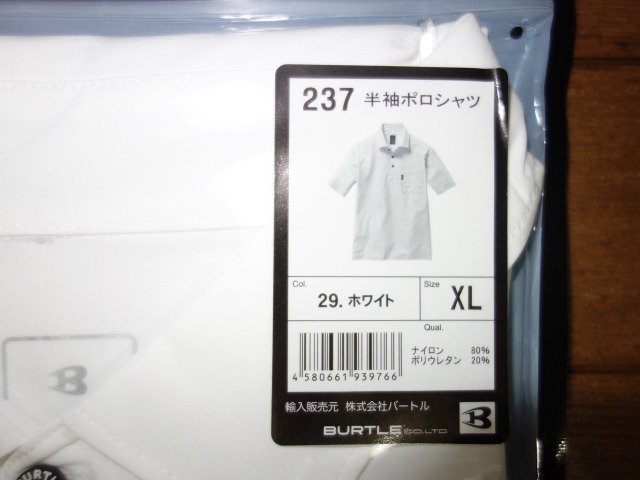 237 半袖ポロシャツ
Col.
29. ホワイト
Size
XL
Qual.
ナイロン 80%
ポリウレタン 20%
4 580661 939766
輸入販売元 株式会社バートル
BURTLE CO.LTD
B
B
BURTLE